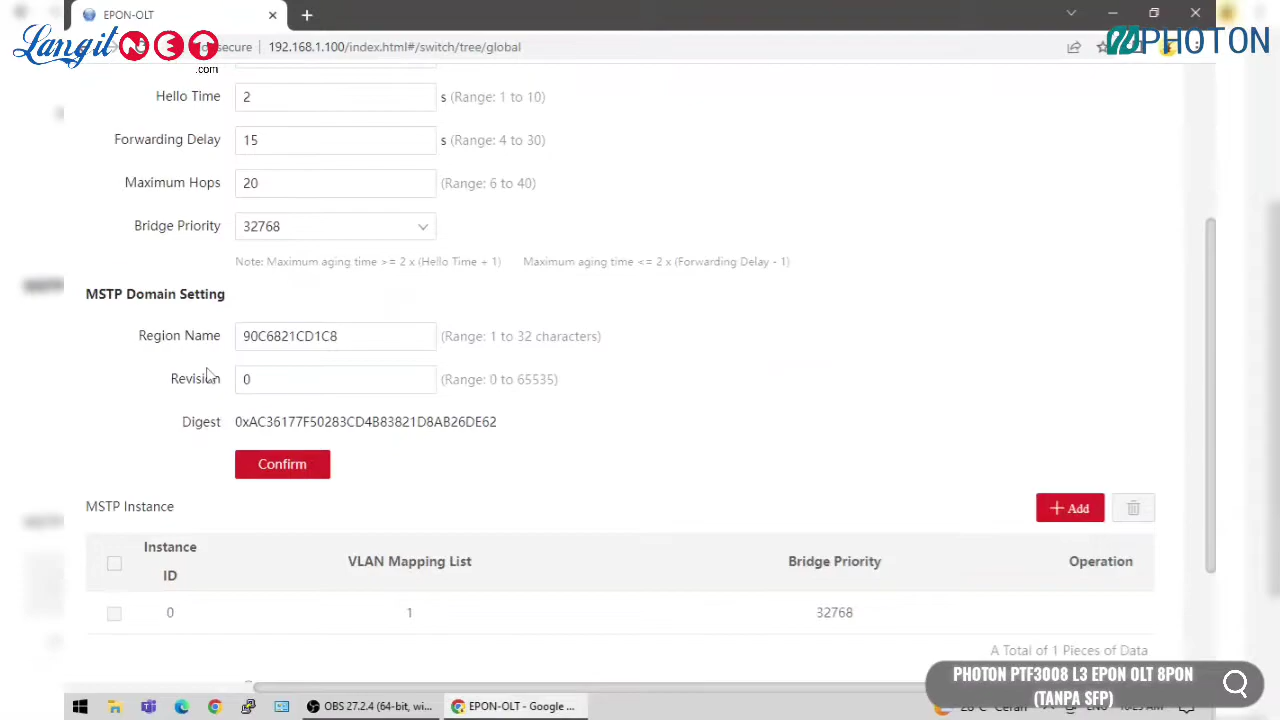 EPON-OLT
LangitNET
.com
secure
192.168.1.100/index.html#/switch/tree/global
PHOTON
Hello Time 2 s (Range: 1 to 10)
Forwarding Delay 15 s (Range: 4 to 30)
Maximum Hops 20 (Range: 6 to 40)
Bridge Priority 32768
Note: Maximum aging time >= 2 x (Hello Time + 1) Maximum aging time <= 2 x (Forwarding Delay - 1)
MSTP Domain Setting
Region Name 90C6821CD1C8 (Range: 1 to 32 characters)
Revision 0 (Range: 0 to 65535)
Digest 0xAC36177F50283CD4B83821D8AB26DE62
Confirm
MSTP Instance
Add
Instance ID VLAN Mapping List Bridge Priority Operation
0 1 32768
A Total of 1 Pieces of Data
PHOTON PTF3008 L3 EPON OLT 8PON
(TANPA SFP)
OBS 27.2.4 (64-bit, wi...
EPON-OLT - Google ...